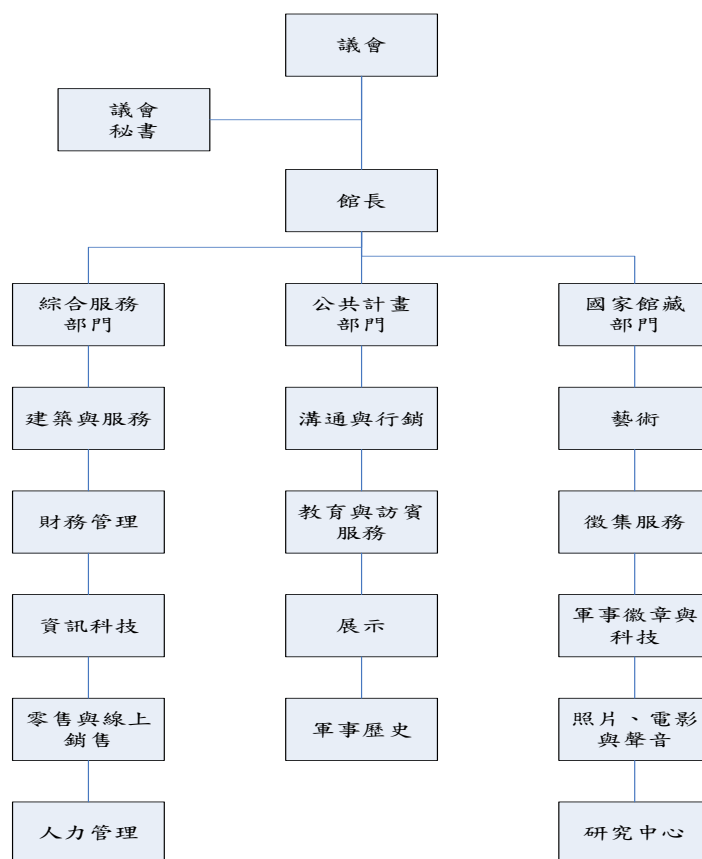 議會
議會
秘書
館長
綜合服務
部門
公共計畫
部門
國家館藏
部門
建築與服務
溝通與行銷
藝術
財務管理
教育與訪賓
服務
徵集服務
資訊科技
展示
軍事徽章與
科技
零售與線上
銷售
軍事歷史
照片、電影
與聲音
人力管理
研究中心